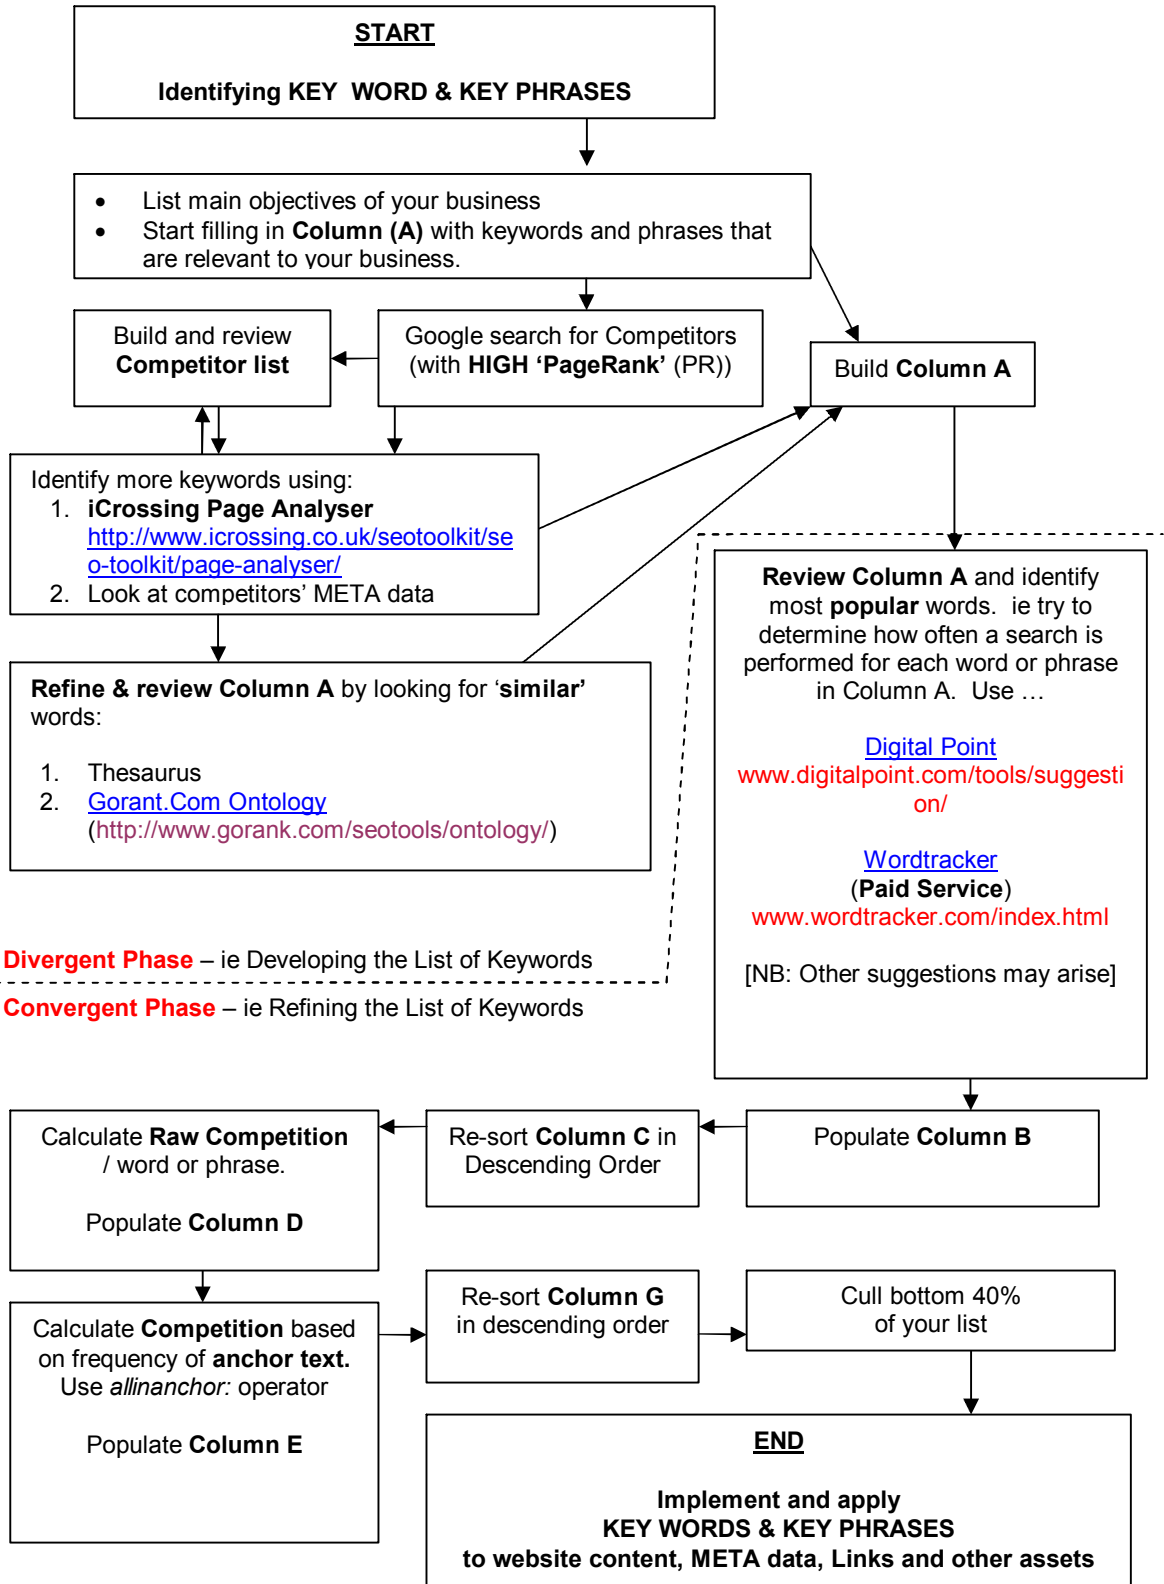 START
Identifying KEY WORD & KEY PHRASES
• List main objectives of your business
• Start filling in Column (A) with keywords and phrases that
are relevant to your business.
Build and review
Competitor list
Google search for Competitors
(with HIGH ‘PageRank’ (PR))
Build Column A
Identify more keywords using:
1. iCrossing Page Analyser
http://www.icrossing.co.uk/seotoolkit/se
o-toolkit/page-analyser/
2. Look at competitors’ META data
Refine & review Column A by looking for ‘similar’
words:
1. Thesaurus
2. Gorant.Com Ontology
(http://www.gorank.com/seotools/ontology/)
Review Column A and identify
most popular words. ie try to
determine how often a search is
performed for each word or phrase
in Column A. Use …
Digital Point
www.digitalpoint.com/tools/suggesti
on/
Wordtracker
(Paid Service)
www.wordtracker.com/index.html
[NB: Other suggestions may arise]
Divergent Phase – ie Developing the List of Keywords
Convergent Phase – ie Refining the List of Keywords
Calculate Raw Competition
/ word or phrase.
Populate Column D
Re-sort Column C in
Descending Order
Populate Column B
Calculate Competition based
on frequency of anchor text.
Use allinanchor: operator
Populate Column E
Re-sort Column G
in descending order
Cull bottom 40%
of your list
END
Implement and apply
KEY WORDS & KEY PHRASES
to website content, META data, Links and other assets